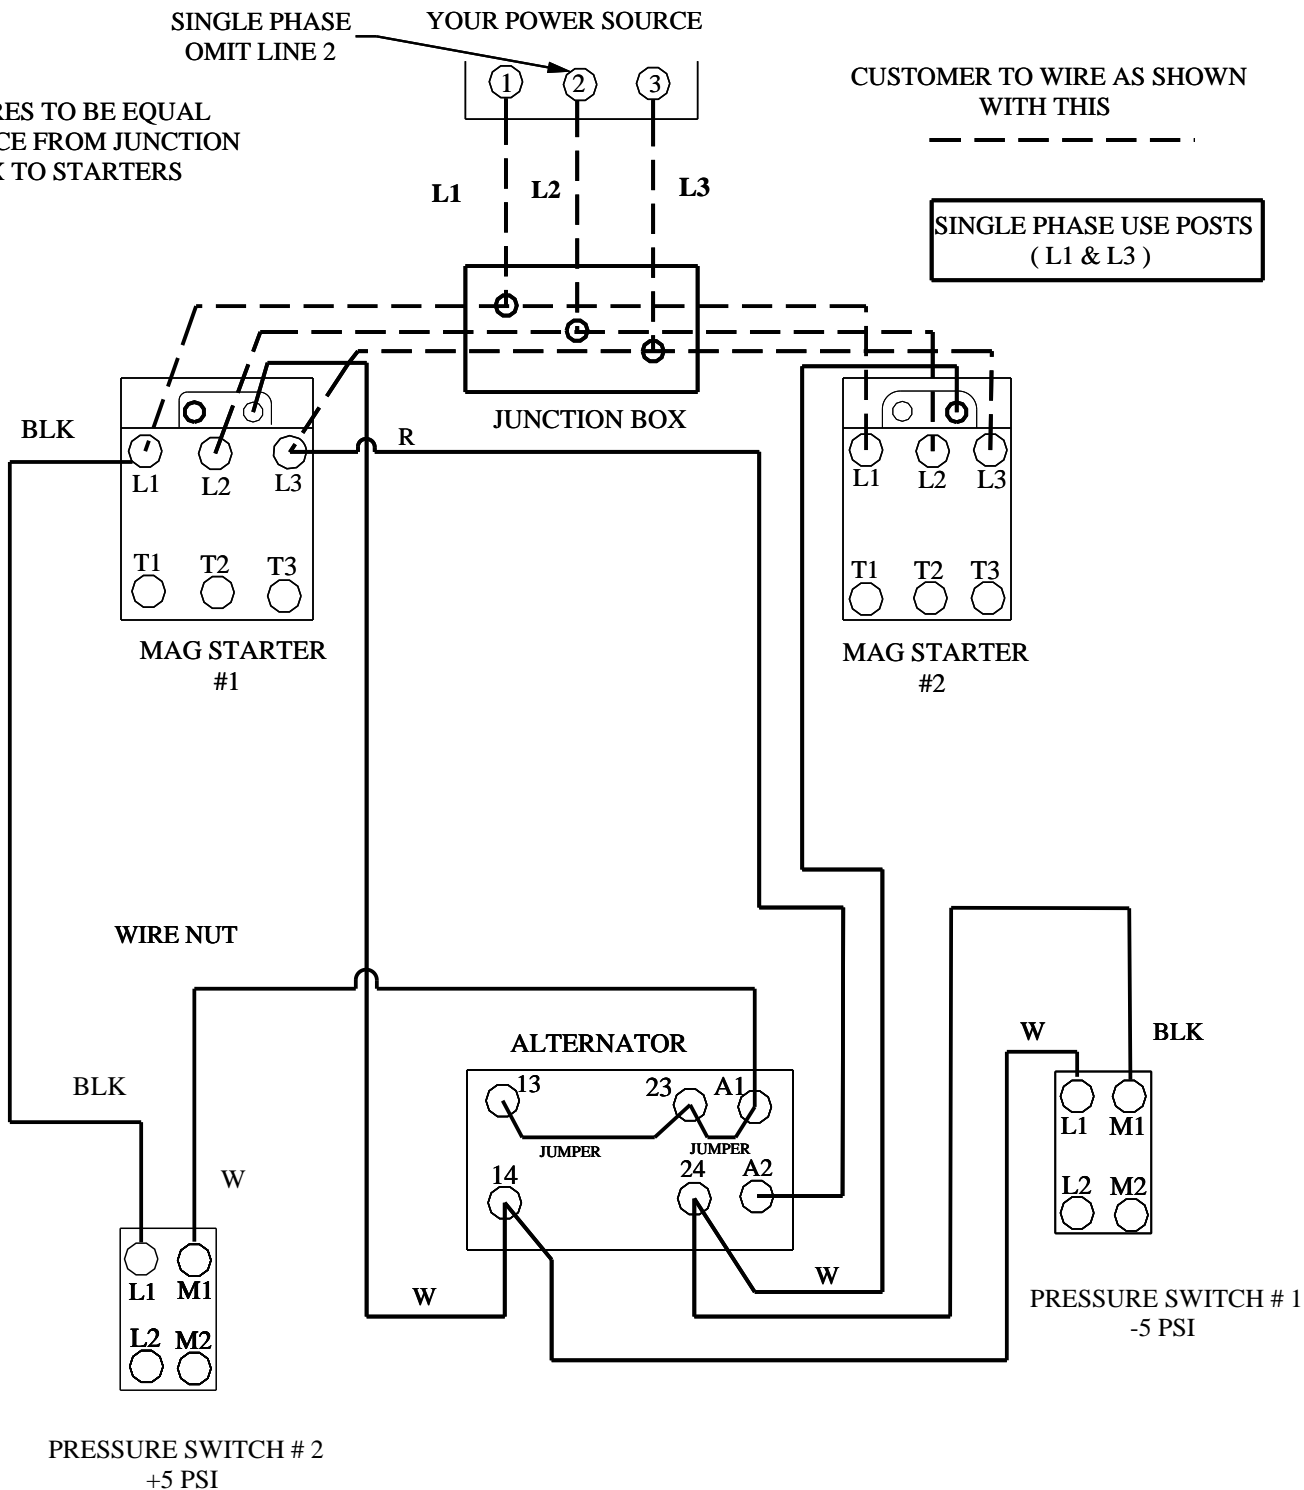 SINGLE PHASE
OMIT LINE 2
YOUR POWER SOURCE
1
2
3
CUSTOMER TO WIRE AS SHOWN
WITH THIS
TO BE EQUAL
FROM JUNCTION
TO STARTERS
L1
L2
L3
SINGLE PHASE USE POSTS
( L1 & L3 )
JUNCTION BOX
BLK
R
L1
L2
L3
L1
L2
L3
T1
T2
T3
T1
T2
T3
MAG STARTER
#1
MAG STARTER
#2
WIRE NUT
ALTERNATOR
W
BLK
BLK
13
23
A1
JUMPER
JUMPER
L1
M1
14
24
A2
W
L2
M2
L1
M1
W
W
L2
M2
PRESSURE SWITCH # 1
-5 PSI
PRESSURE SWITCH # 2
+5 PSI